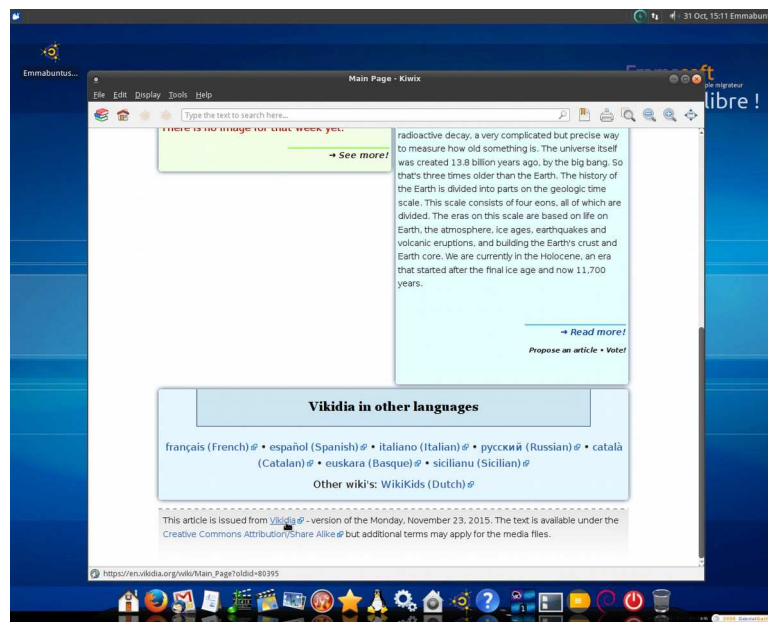 31 Oct, 15:11 Emmabun
Emmabuntus...
Main Page - Kiwix
ple migrateur
libre !
File Edit Display Tools Help
Type the text to search here...
There is no image for that week yet.
→ See more!
radioactive decay, a very complicated but precise way
to measure how old something is. The universe itself
was created 13.8 billion years ago, by the big bang. So
that's three times older than the Earth. The history of
the Earth is divided into parts on the geologic time
scale. This scale consists of four eons, all of which are
divided. The eras on this scale are based on life on
Earth, the atmosphere, ice ages, earthquakes and
volcanic eruptions, and building the Earth's crust and
Earth core. We are currently in the Holocene, an era
that started after the final ice age and now 11,700
years.
→ Read more!
Propose an article • Vote!
Vikidia in other languages
français (French) • español (Spanish) • italiano (Italian) • русский (Russian) • català
(Catalan) • euskara (Basque) • sicilianu (Sicilian)
Other wiki's: WikiKids (Dutch)
This article is issued from Vikidia - version of the Monday, November 23, 2015. The text is available under the
Creative Commons Attribution/Share Alike but additional terms may apply for the media files.
https://en.vikidia.org/wiki/Main_Page?oldid=80395